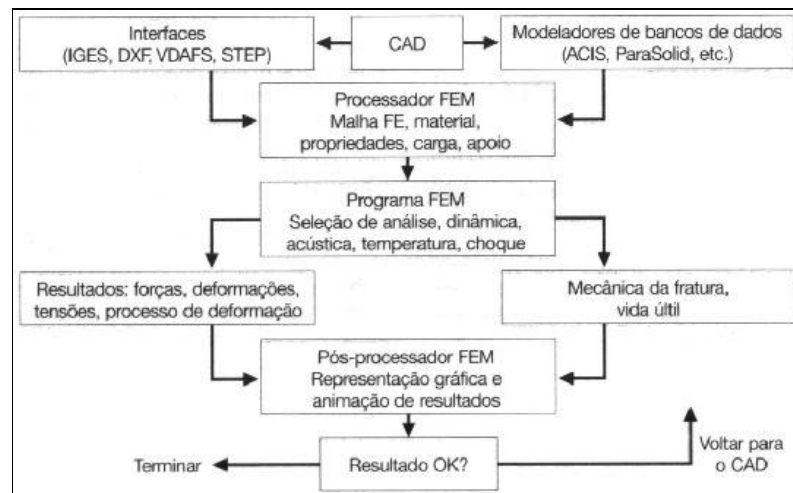 Interfaces
(IGES, DXF, VDAFS, STEP)
CAD
Modeladores de bancos de dados
(ACIS, ParaSolid, etc.)
Processador FEM
Malha FE, material,
propriedades, carga, apoio
Programa FEM
Seleção de análise, dinâmica,
acústica, temperatura, choque
Resultados: forças, deformações,
tensões, processo de deformação
Mecânica da fratura,
vida últil
Pós-processador FEM
Representação gráfica e
animação de resultados
Terminar
Resultado OK?
Voltar para
o CAD